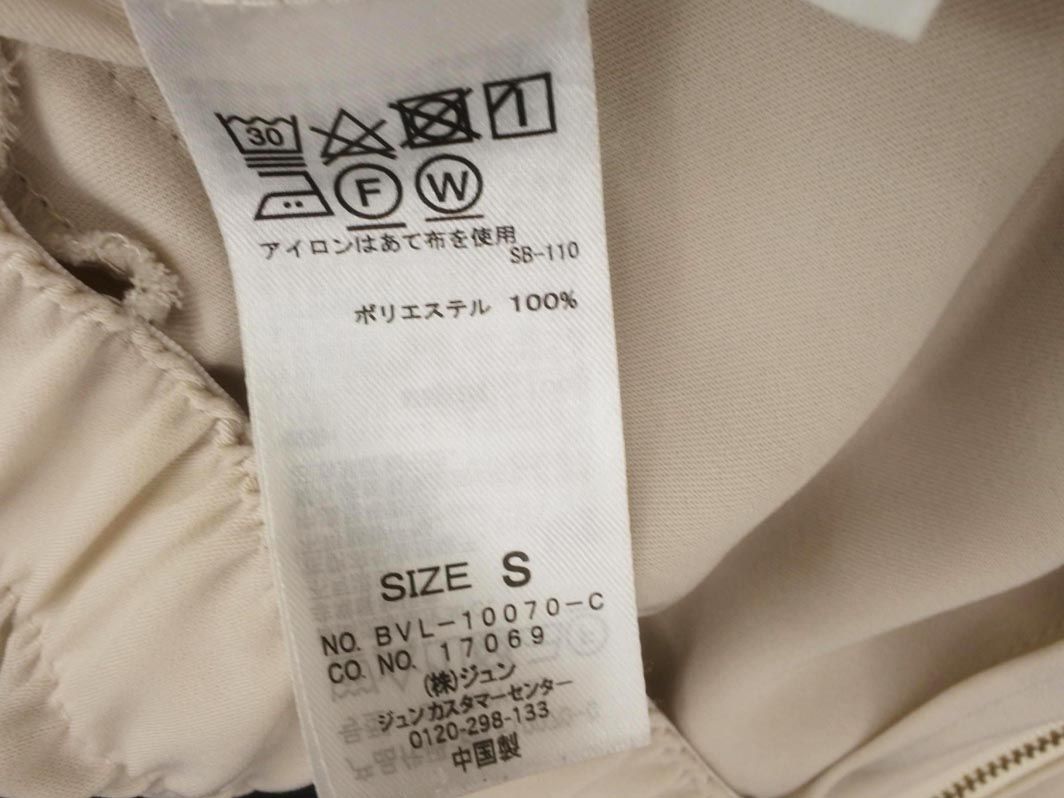 30
F W
アイロンはあて布を使用
SB-110
ポリエステル 100%
SIZE S
NO. BVL-10070-C
CO. NO. 17069
(株)ジュン
ジュンカスタマーセンター
0120-298-133
中国製